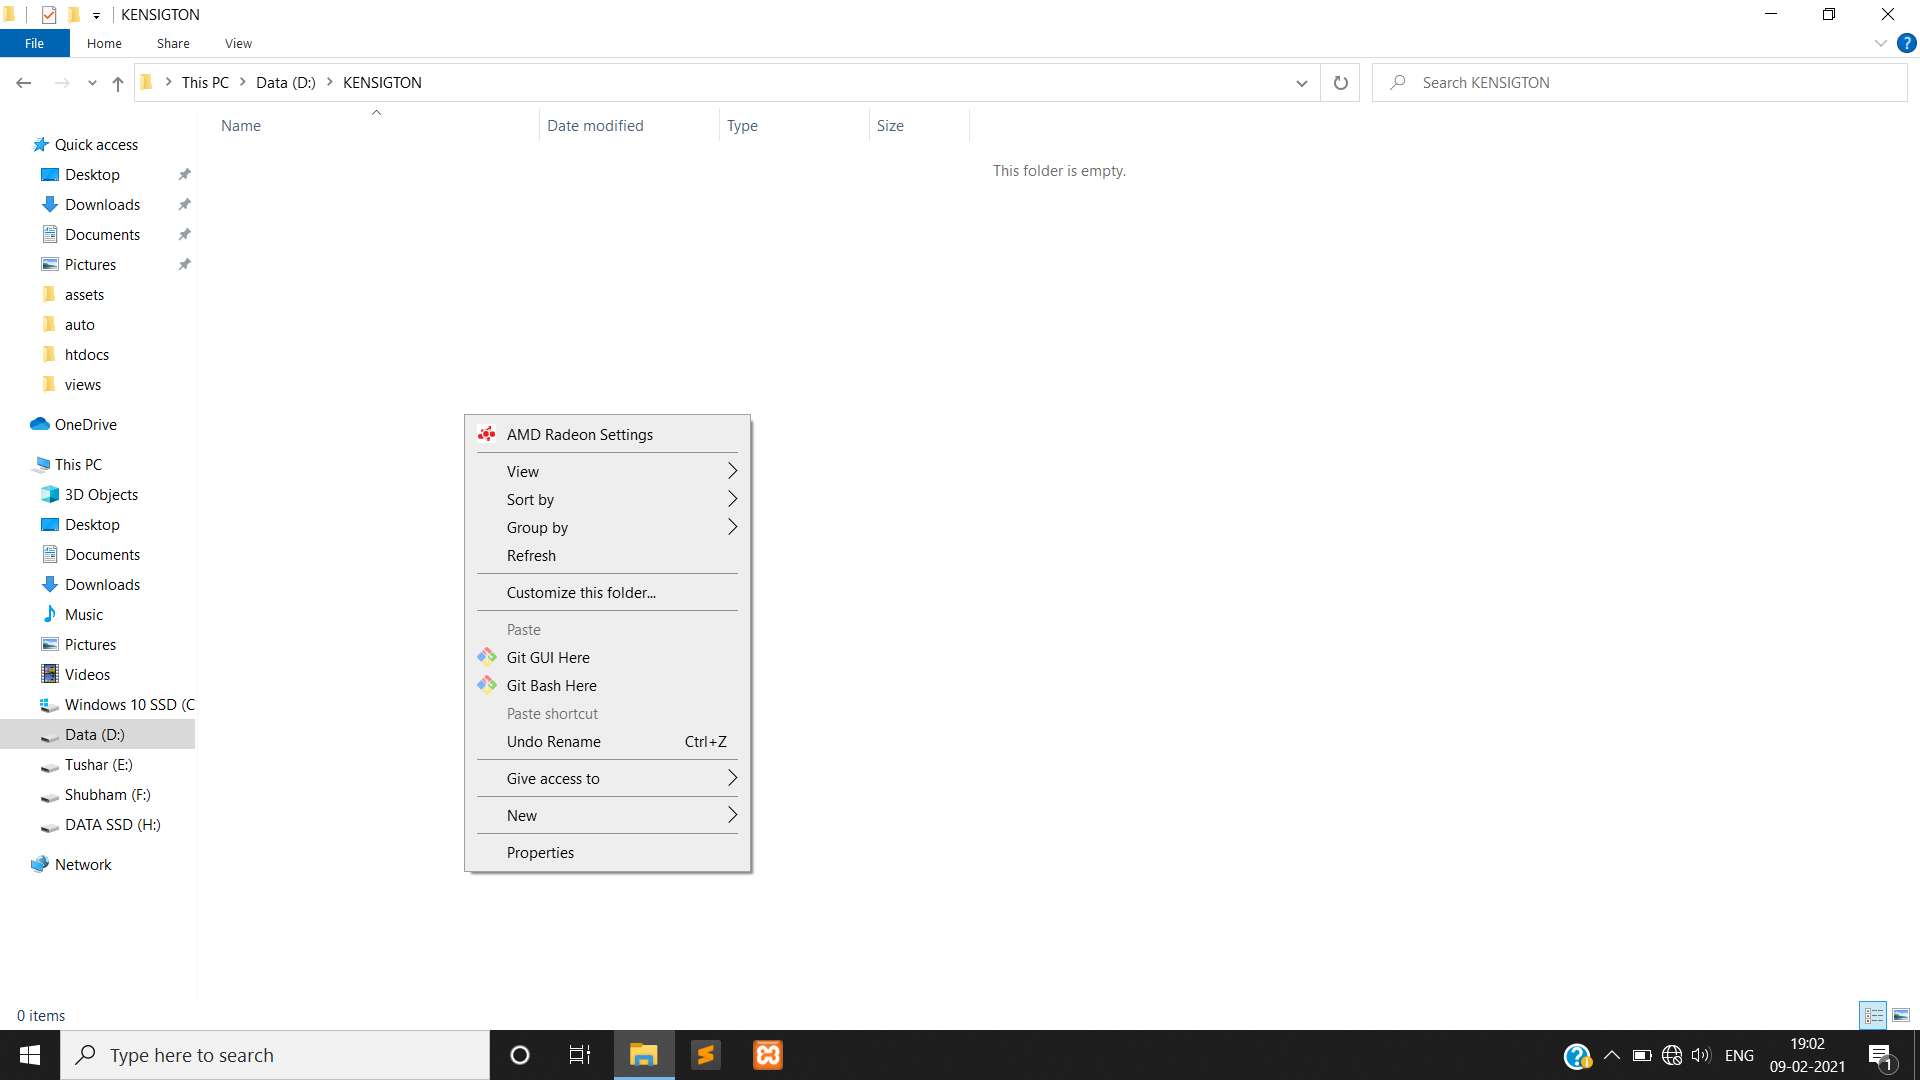 KENSIGTON
File Home Share View
This PC Data (D:) KENSIGTON
Search KENSIGTON
Name Date modified Type Size
This folder is empty.
Quick access
Desktop
Downloads
Documents
Pictures
assets
auto
htdocs
views
OneDrive
This PC
3D Objects
Desktop
Documents
Downloads
Music
Pictures
Videos
Windows 10 SSD (C
Data (D:)
Tushar (E:)
Shubham (F:)
DATA SSD (H:)
Network
AMD Radeon Settings
View
Sort by
Group by
Refresh
Customize this folder...
Paste
Git GUI Here
Git Bash Here
Paste shortcut
Undo Rename Ctrl+Z
Give access to
New
Properties
0 items
Type here to search
ENG
19:02
09-02-2021
1